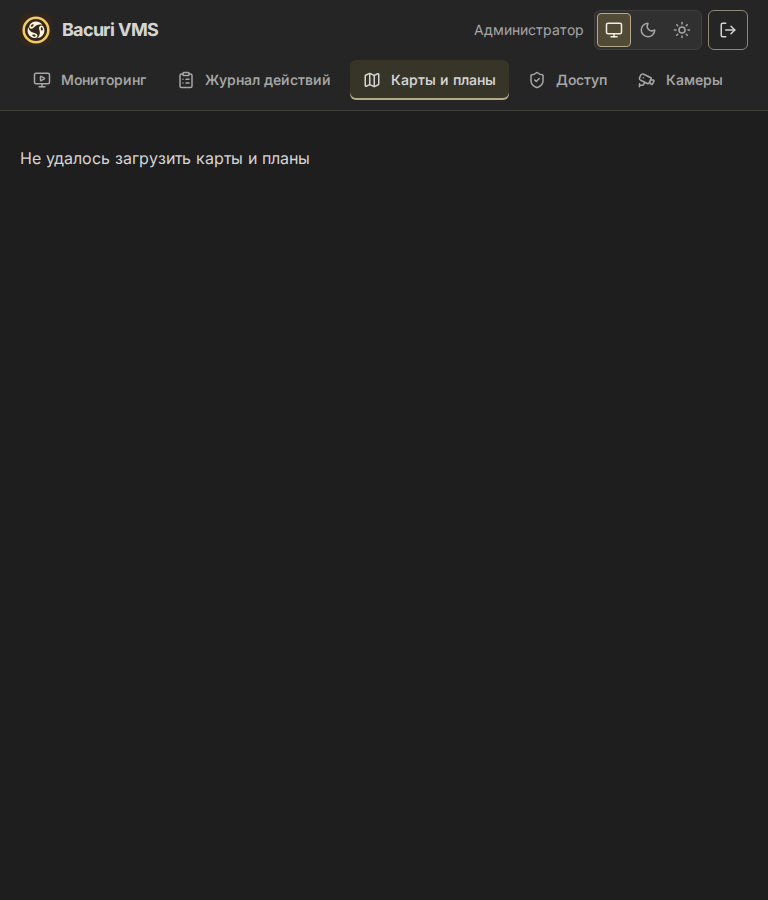 Bacuri VMS
Администратор
Мониторинг
Журнал действий
Карты и планы
Доступ
Камеры
Не удалось загрузить карты и планы